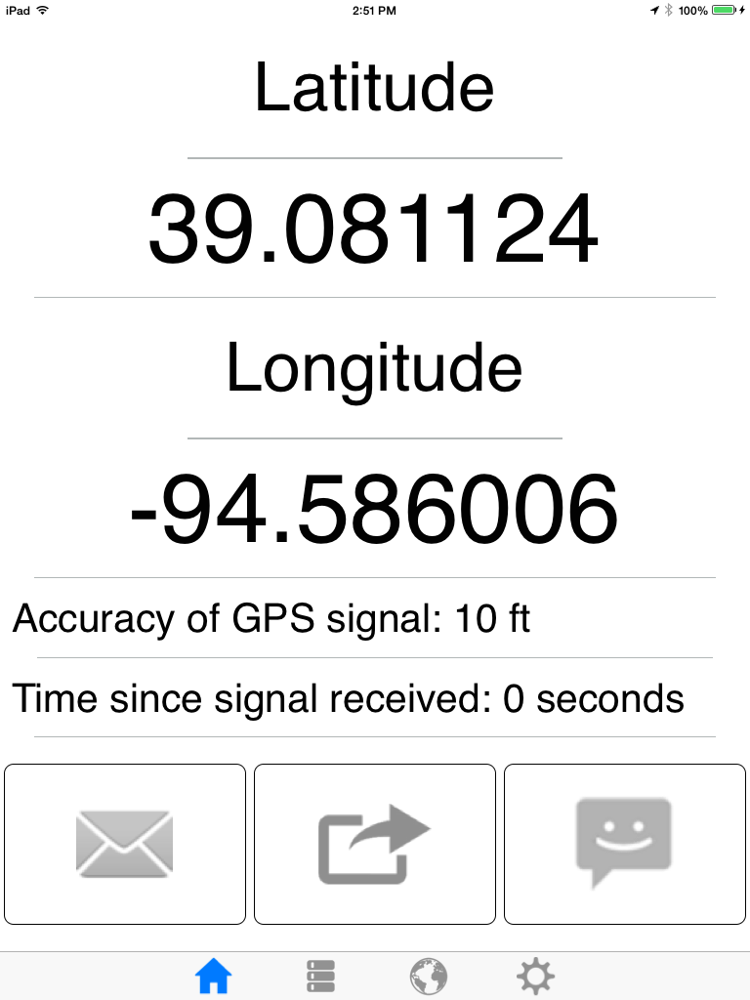 iPad 2:51 PM 100%
Latitude
39.081124
Longitude
-94.586006
Accuracy of GPS signal: 10 ft
Time since signal received: 0 seconds